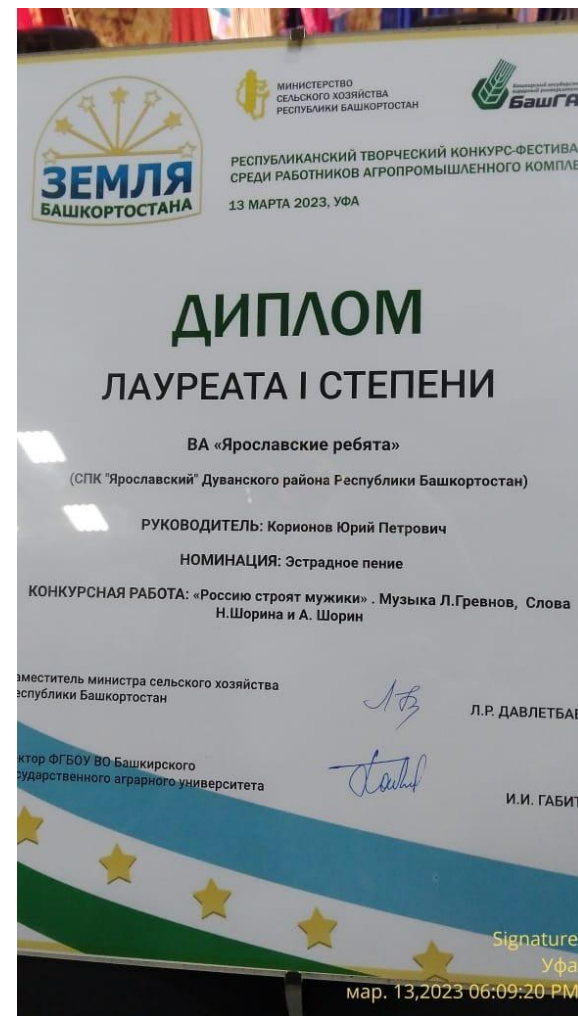 ЗЕМЛЯ
БАШКОРТОСТАНА
МИНИСТЕРСТВО
СЕЛЬСКОГО ХОЗЯЙСТВА
РЕСПУБЛИКИ БАШКОРТОСТАН
БашГА
РЕСПУБЛИКАНСКИЙ ТВОРЧЕСКИЙ КОНКУРС-ФЕСТИВА
СРЕДИ РАБОТНИКОВ АГРОПРОМЫШЛЕННОГО КОМПЛЕ
13 МАРТА 2023, УФА
ДИПЛОМ
ЛАУРЕАТА I СТЕПЕНИ
ВА «Ярославские ребята»
(СПК "Ярославский" Дуванского района Республики Башкортостан)
РУКОВОДИТЕЛЬ: Корионов Юрий Петрович
НОМИНАЦИЯ: Эстрадное пение
КОНКУРСНАЯ РАБОТА: «Россию строят мужики» . Музыка Л.Гревнов, Слова
Н.Шорина и А. Шорин
аместитель министра сельского хозяйства
еспублики Башкортостан
Л.Р. ДАВЛЕТБАЕ
ктор ФГБОУ ВО Башкирского
сударственного аграрного университета
И.И. ГАБИТ
Signature
Уфа
мар. 13,2023 06:09:20 PM